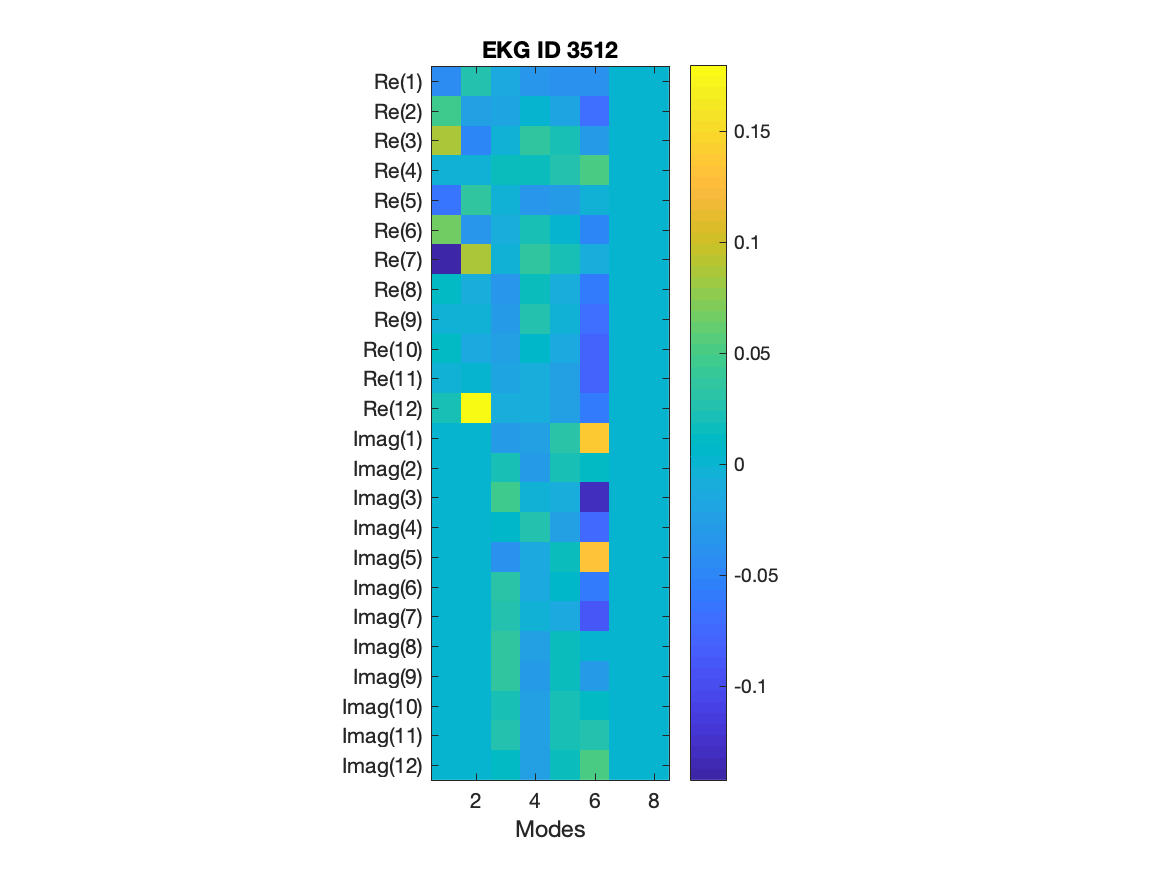 EKG ID 3512
Re(1)
Re(2)
Re(3)
Re(4)
Re(5)
Re(6)
Re(7)
Re(8)
Re(9)
Re(10)
Re(11)
Re(12)
Imag(1)
Imag(2)
Imag(3)
Imag(4)
Imag(5)
Imag(6)
Imag(7)
Imag(8)
Imag(9)
Imag(10)
Imag(11)
Imag(12)
2 4 6 8
Modes
0.15
0.1
0.05
0
-0.05
-0.1